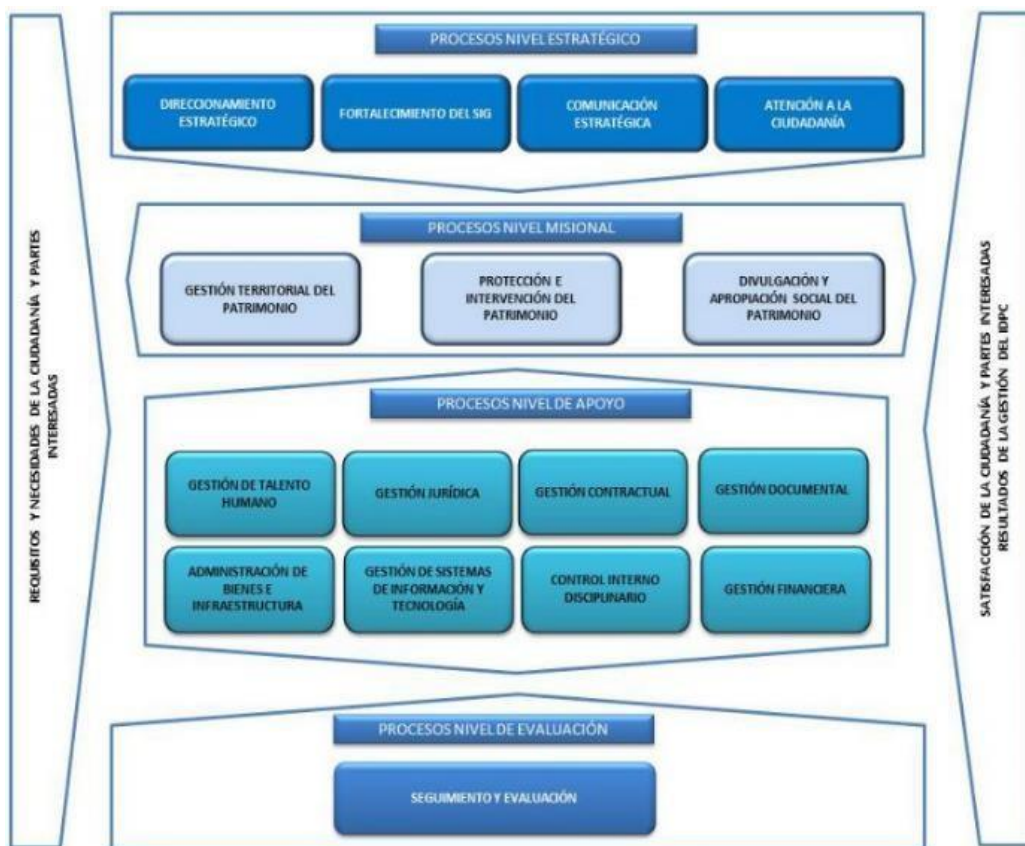 PROCESOS NIVEL ESTRATÉGICO
DIRECCIONAMIENTO
ESTRATÉGICO
FORTALECIMIENTO DEL SIG
COMUNICACIÓN
ESTRATÉGICA
ATENCIÓN A LA
CIUDADANÍA
REQUISITOS Y NECESIDADES DE LA CIUDADANÍA Y PARTES
INTERESADAS
PROCESOS NIVEL MISIONAL
GESTIÓN TERRITORIAL DEL
PATRIMONIO
PROTECCIÓN E
INTERVENCIÓN DEL
PATRIMONIO
DIVULGACIÓN Y
APROPIACIÓN SOCIAL DEL
PATRIMONIO
PROCESOS NIVEL DE APOYO
GESTIÓN DE TALENTO
HUMANO
GESTIÓN JURÍDICA
GESTIÓN CONTRACTUAL
GESTIÓN DOCUMENTAL
ADMINISTRACIÓN DE
BIENES E
INFRAESTRUCTURA
GESTIÓN DE SISTEMAS
DE INFORMACIÓN Y
TECNOLOGÍA
CONTROL INTERNO
DISCIPLINARIO
GESTIÓN FINANCIERA
PROCESOS NIVEL DE EVALUACIÓN
SEGUIMIENTO Y EVALUACIÓN
SATISFACCIÓN DE LA CIUDADANÍA Y PARTES INTERESADAS
RESULTADOS DE LA GESTIÓN DEL IDPC